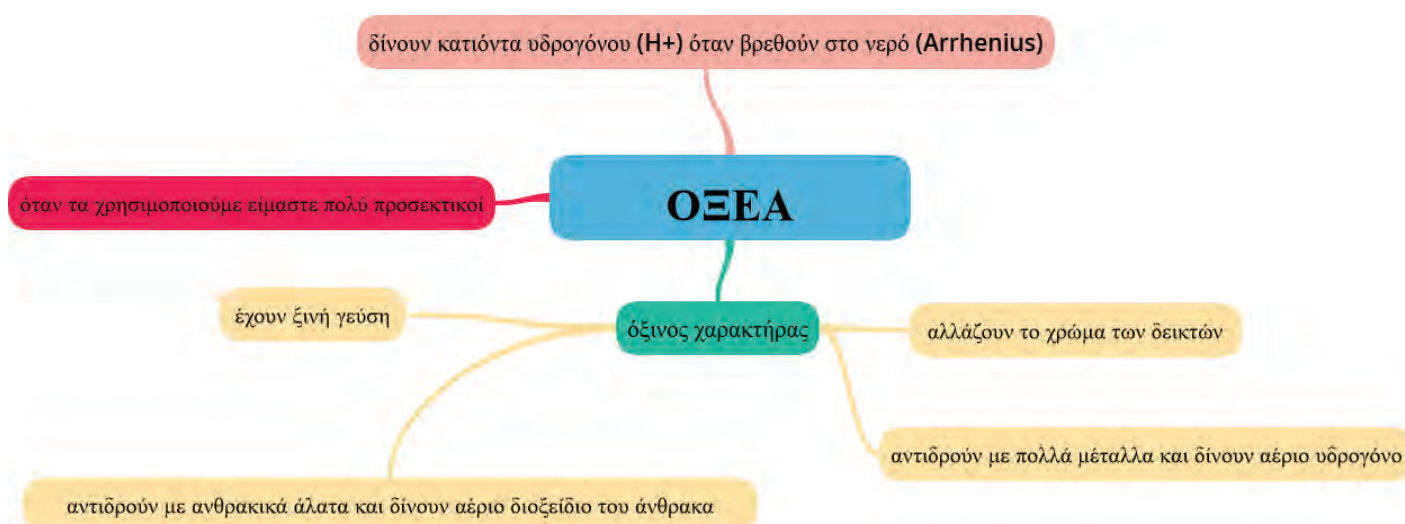 δίνουν κατιόντα υδρογόνου (H+) όταν βρεθούν στο νερό (Arrhenius)
ΟΞΕΑ
όταν τα χρησιμοποιούμε είμαστε πολύ προσεκτικοί
έχουν ξινή γεύση
όξινος χαρακτήρας
αλλάζουν το χρώμα των δεικτών
αντιδρούν με πολλά μέταλλα και δίνουν αέριο υδρογόνο
αντιδρούν με ανθρακικά άλατα και δίνουν αέριο διοξείδιο του άνθρακα